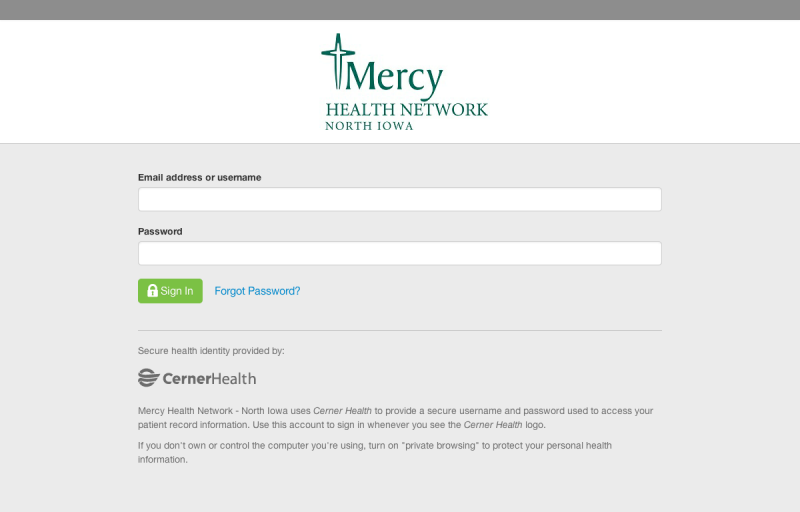 Mercy
HEALTH NETWORK
NORTH IOWA
Email address or username
Password
Sign In Forgot Password?
Secure health identity provided by:
CernerHealth
Mercy Health Network - North Iowa uses Cerner Health to provide a secure username and password used to access your
patient record information. Use this account to sign in whenever you see the Cerner Health logo.
If you don't own or control the computer you're using, turn on "private browsing" to protect your personal health
information.